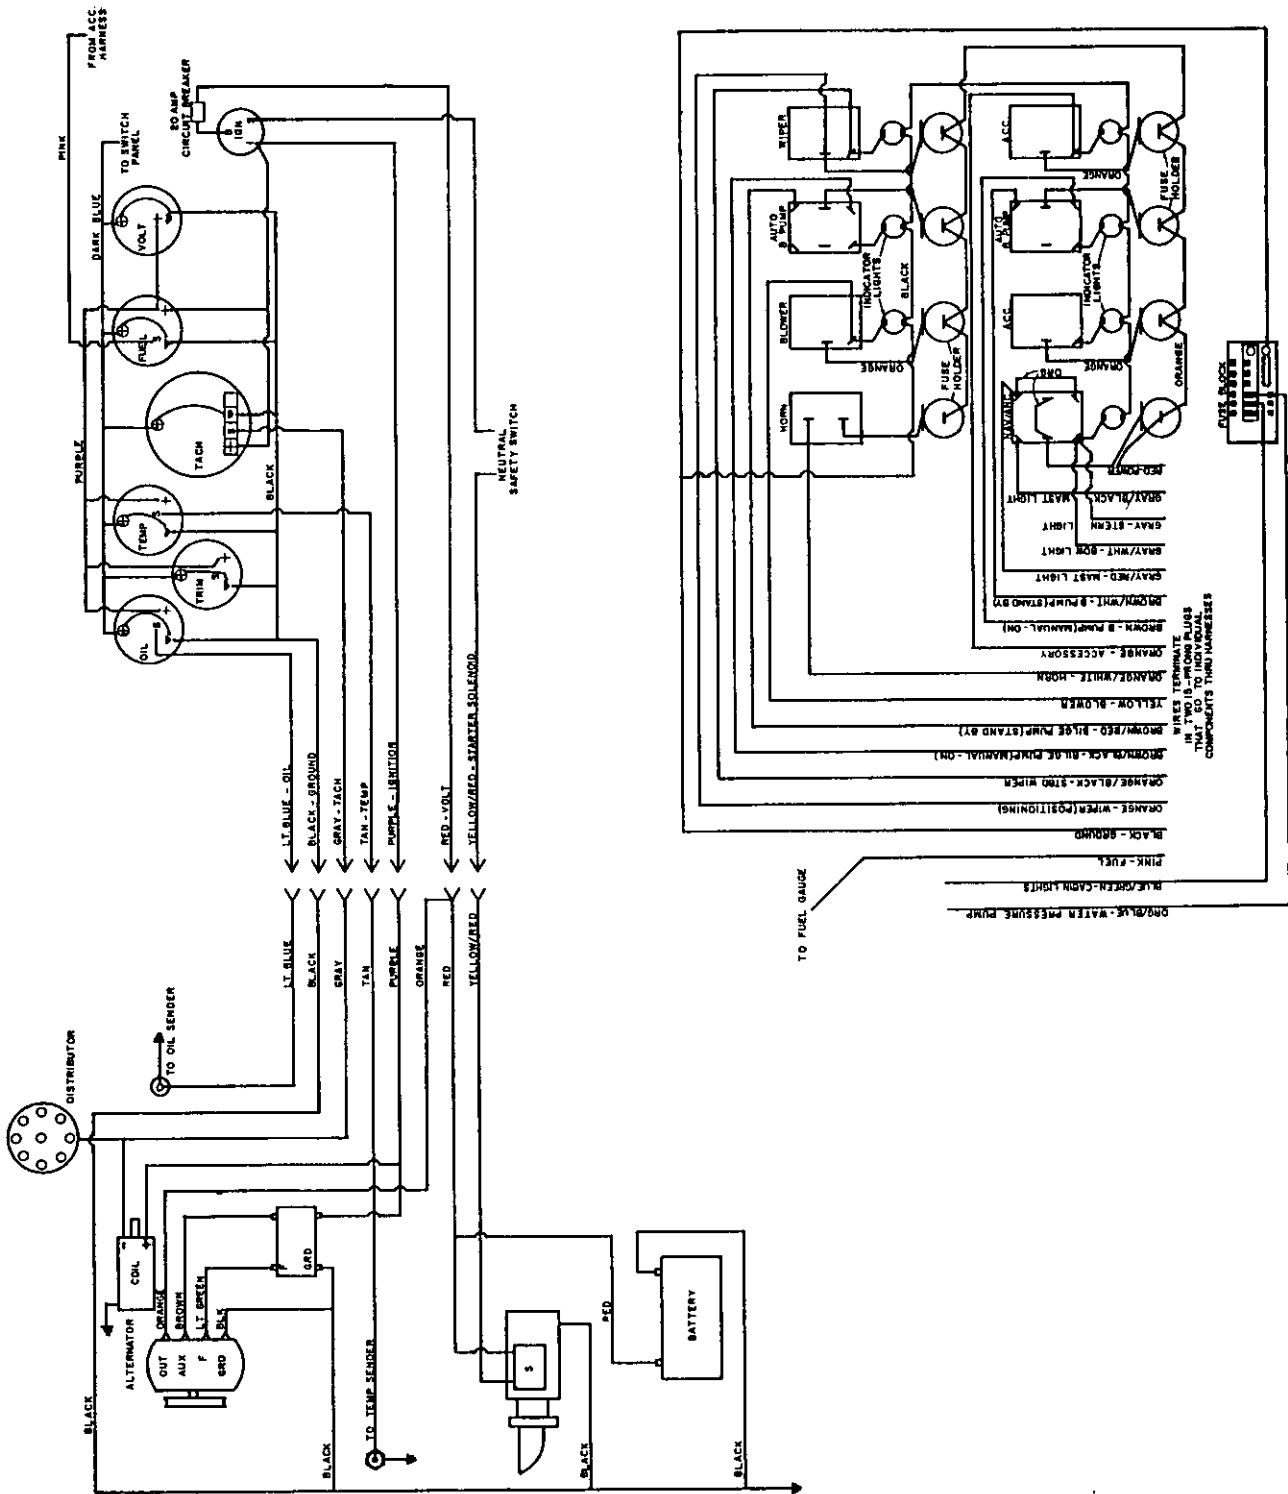 FROM ACC.
HARNESS
PINK
TO SWITCH
PANEL
DARK BLUE
20 AMP
CIRCUIT BREAKER
B
IGN
S
VOLT
+
FUEL
S
+
PURPLE
TACH
+
BLACK
TEMP
S
+
TRIM
S
+
OIL
S
+
NEUTRAL
SAFETY SWITCH
LT BLUE - OIL
BLACK - GROUND
GRAY - TACH
TAN - TEMP
PURPLE - IGNITION
RED - VOLT
YELLOW/RED - STARTER SOLENOID
LT BLUE
BLACK
GRAY
TAN
PURPLE
ORANGE
RED
YELLOW/RED
DISTRIBUTOR
TO OIL SENDER
COIL
-
+
ALTERNATOR
OUT
AUX
F
GRD
ORANGE
BROWN
LT GREEN
BLK
F
GRD
BLACK
BLACK
TO TEMP SENDER
S
BLACK
RED
BATTERY
BLACK
WIPER
AUTO
B PUMP
BLOWER
HORN
INDICATOR
LIGHTS
BLACK
ORANGE
FUSE
HOLDER
ACC.
ORANGE
FUSE
HOLDER
AUTO
B PUMP
INDICATOR
LIGHTS
ACC
ORANGE
ORANGE
NAV/ANC
ORG
FUSE BLOCK
RED-POWER
GRAY/BLACK - MAST LIGHT
GRAY - STERN LIGHT
GRAY/WHT - BOW LIGHT
GRAY/RED - MAST LIGHT
BROWN/WHT - B PUMP (STAND BY)
BROWN - B PUMP (MANUAL - ON)
ORANGE - ACCESSORY
ORANGE/WHITE - HORN
YELLOW - BLOWER
BROWN/RED - BILGE PUMP (STAND BY)
BROWN/BLACK - BILGE PUMP (MANUAL - ON)
ORANGE/BLACK - STBD WIPER
ORANGE - WIPER (POSITIONING)
BLACK - GROUND
PINK - FUEL
BLUE/GREEN - CABIN LIGHTS
ORG/BLUE - WATER PRESSURE PUMP
WIRES TERMINATE
IN TWO 15-PRONG PLUGS
THAT GO TO INDIVIDUAL
COMPONENTS THRU HARNESSES
TO FUEL GAUGE